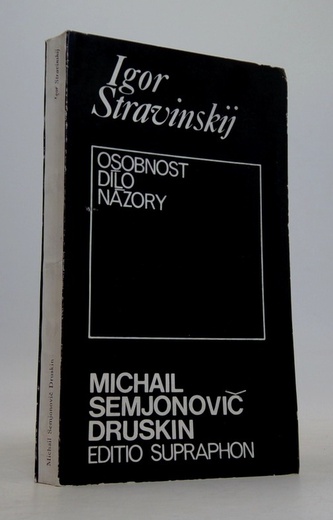 Igor
Stravinskij
OSOBNOST
DÍLO
NÁZORY
MICHAIL
SEMJONOVIČ
DRUSKIN
EDITIO SUPRAPHON
Michail Semjonovič Druskin
Igor Stravinskij